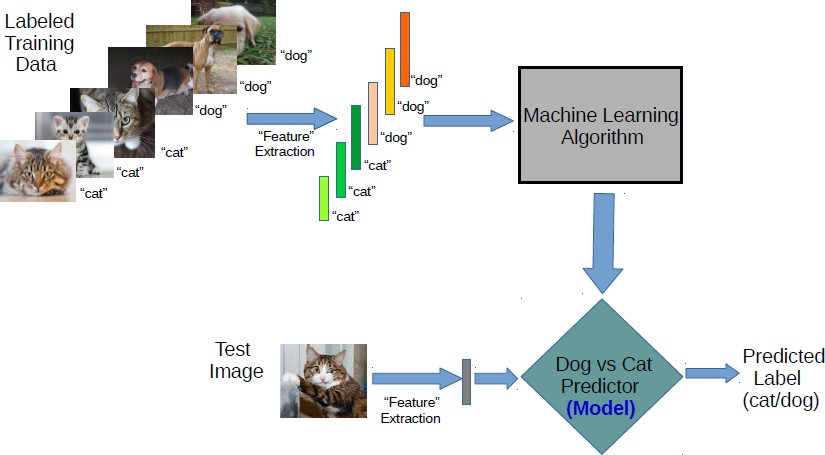 Labeled
Training
Data
“dog”
“dog”
“dog”
“cat”
“cat”
“cat”
“Feature”
Extraction
“dog”
“dog”
“dog”
“cat”
“cat”
“cat”
Machine Learning
Algorithm
Test
Image
“Feature”
Extraction
Dog vs Cat
Predictor
(Model)
Predicted
Label
(cat/dog)